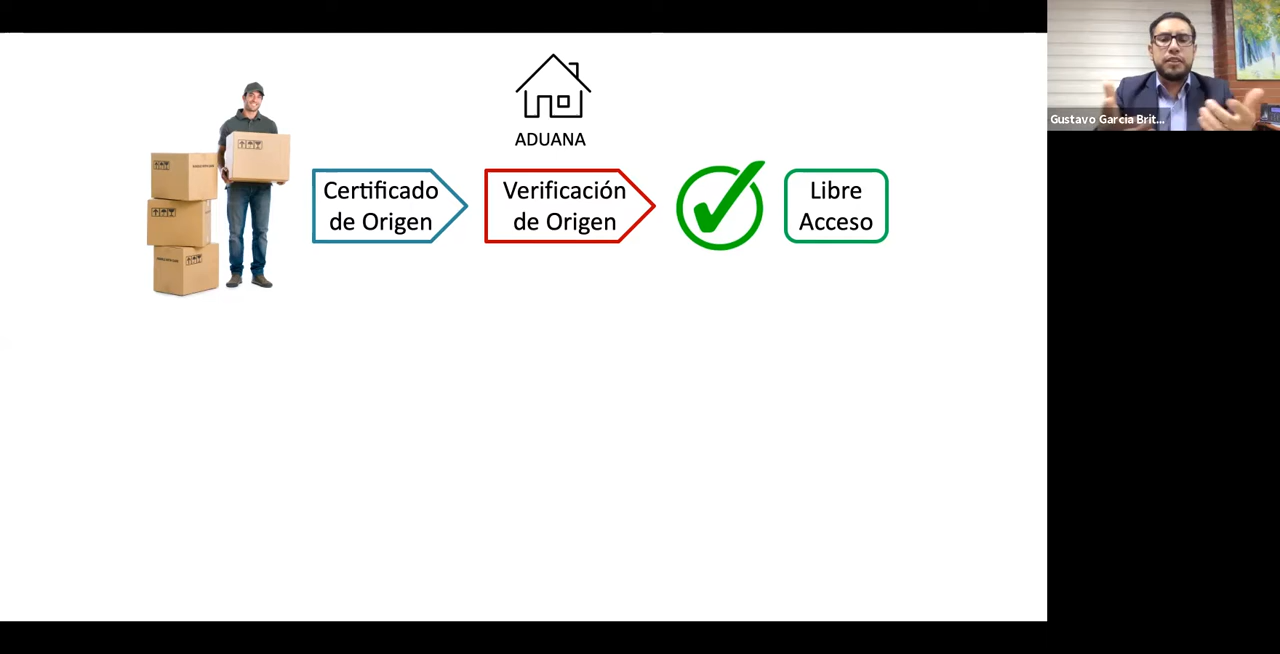 ADUANA
Certificado
de Origen
Verificación
de Origen
Libre
Acceso
Gustavo Garcia Brit...